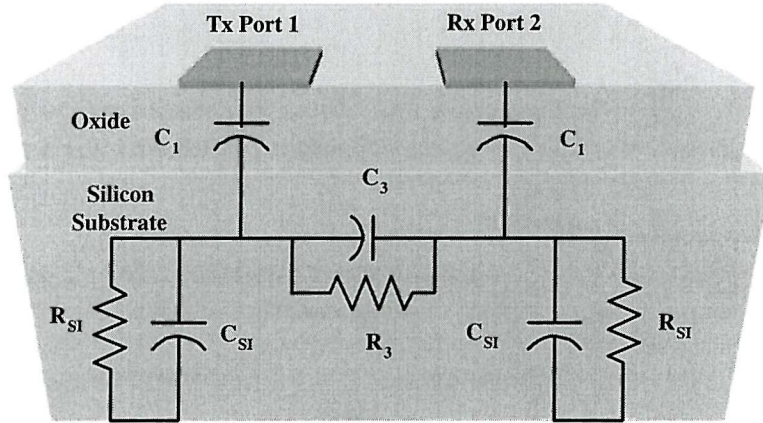 Tx Port 1
Rx Port 2
Oxide
C1
C1
C3
Silicon
Substrate
RSI
CSI
R3
CSI
RSI